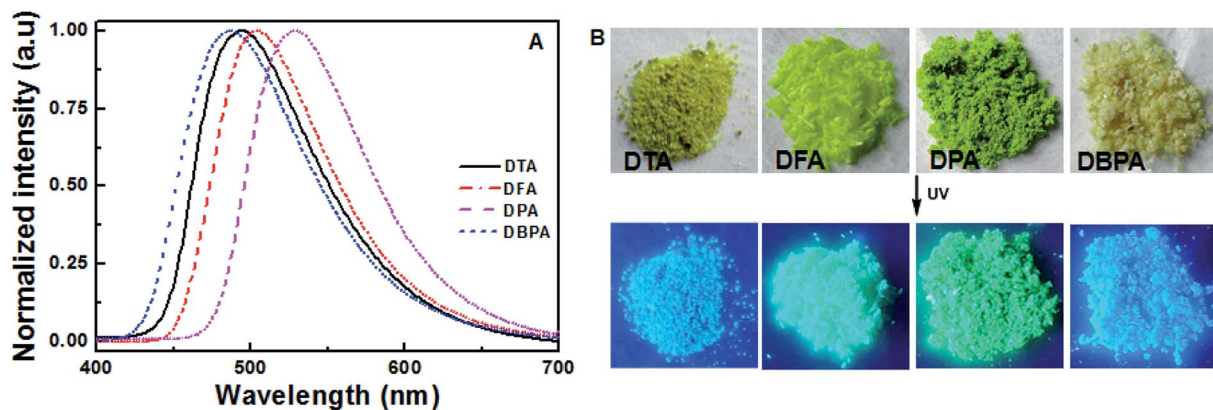 Normalized intensity (a.u)
1.00
0.75
0.50
0.25
0.00
A
DTA
DFA
DPA
DBPA
400
500
600
700
Wavelength (nm)
B
DTA
DFA
DPA
DBPA
UV